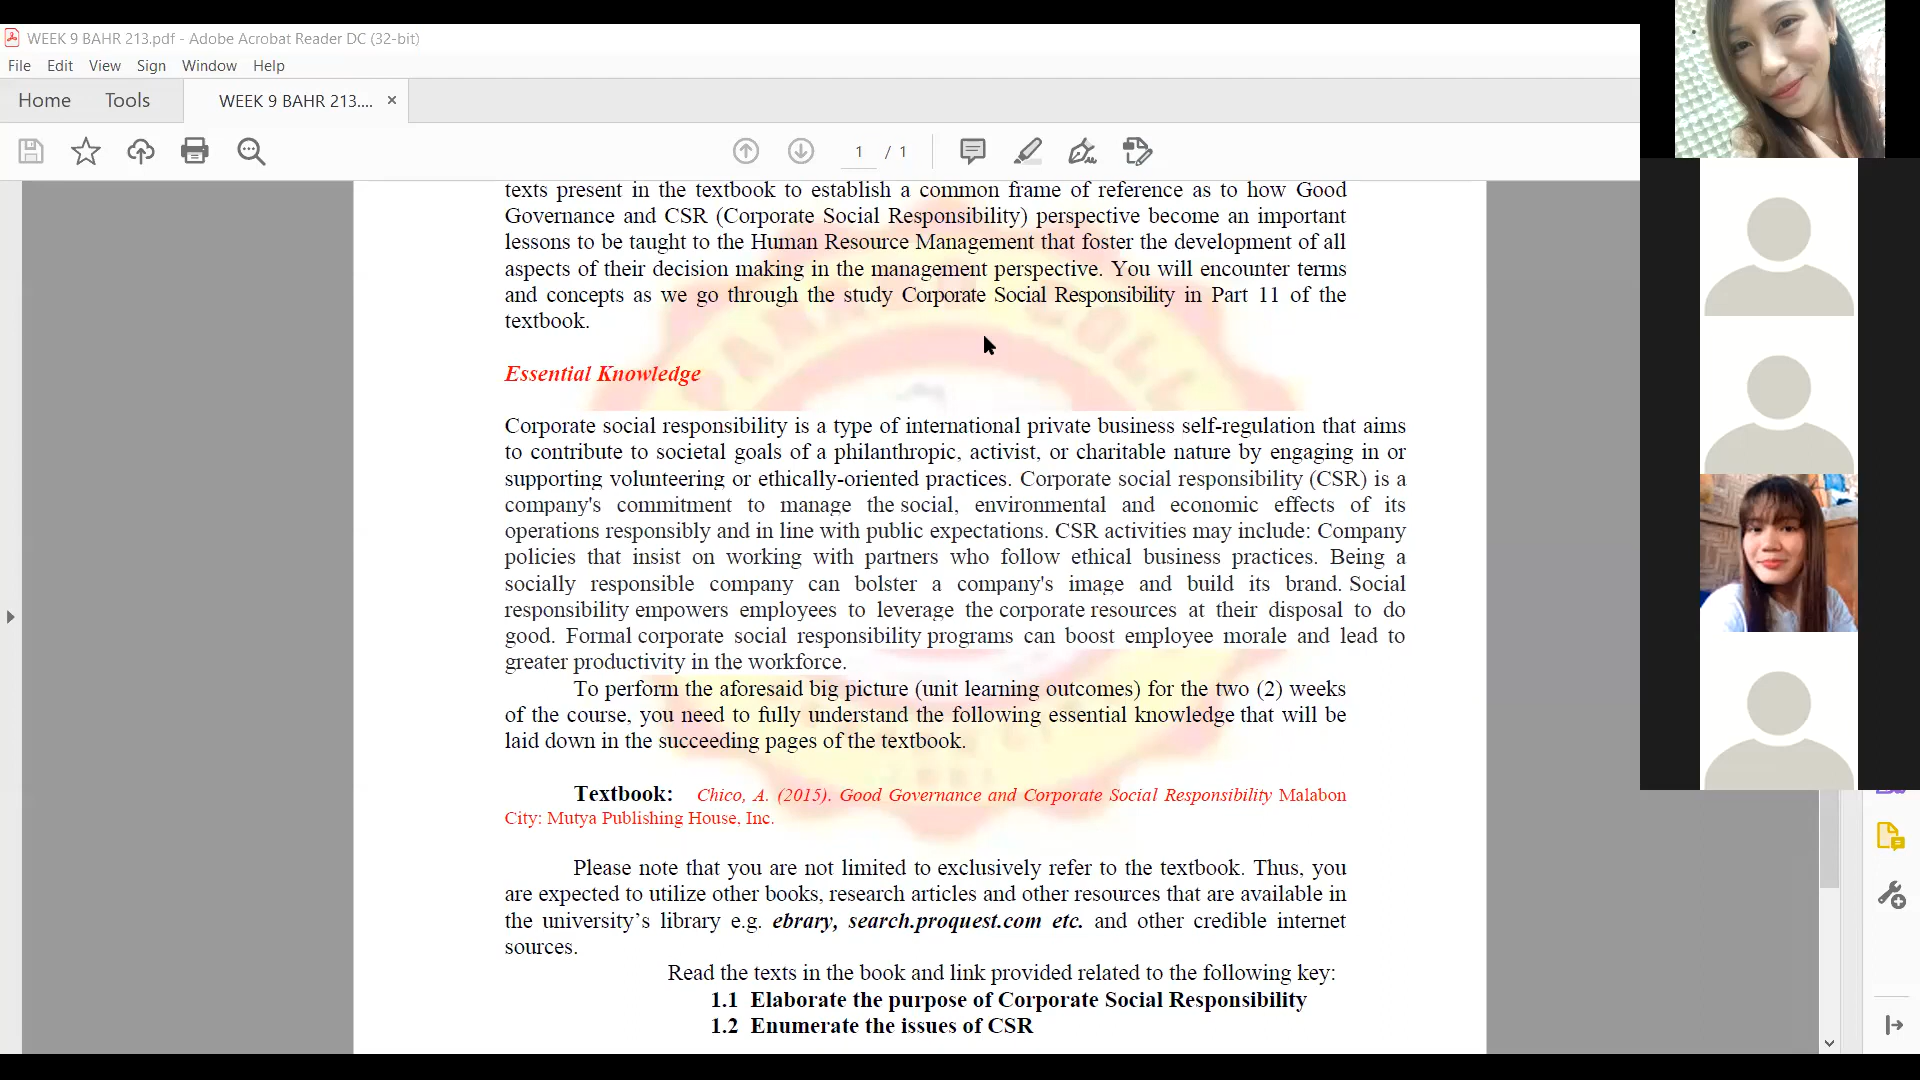 WEEK 9 BAHR 213.pdf - Adobe Acrobat Reader DC (32-bit)
File Edit View Sign Window Help
Home Tools WEEK 9 BAHR 213.... ×
1 / 1
texts present in the textbook to establish a common frame of reference as to how Good
Governance and CSR (Corporate Social Responsibility) perspective become an important
lessons to be taught to the Human Resource Management that foster the development of all
aspects of their decision making in the management perspective. You will encounter terms
and concepts as we go through the study Corporate Social Responsibility in Part 11 of the
textbook.
Essential Knowledge
Corporate social responsibility is a type of international private business self-regulation that aims
to contribute to societal goals of a philanthropic, activist, or charitable nature by engaging in or
supporting volunteering or ethically-oriented practices. Corporate social responsibility (CSR) is a
company's commitment to manage the social, environmental and economic effects of its
operations responsibly and in line with public expectations. CSR activities may include: Company
policies that insist on working with partners who follow ethical business practices. Being a
socially responsible company can bolster a company's image and build its brand. Social
responsibility empowers employees to leverage the corporate resources at their disposal to do
good. Formal corporate social responsibility programs can boost employee morale and lead to
greater productivity in the workforce.
To perform the aforesaid big picture (unit learning outcomes) for the two (2) weeks
of the course, you need to fully understand the following essential knowledge that will be
laid down in the succeeding pages of the textbook.
Textbook: Chico, A. (2015). Good Governance and Corporate Social Responsibility Malabon
City: Mutya Publishing House, Inc.
Please note that you are not limited to exclusively refer to the textbook. Thus, you
are expected to utilize other books, research articles and other resources that are available in
the university’s library e.g. ebrary, search.proquest.com etc. and other credible internet
sources.
Read the texts in the book and link provided related to the following key:
1.1 Elaborate the purpose of Corporate Social Responsibility
1.2 Enumerate the issues of CSR